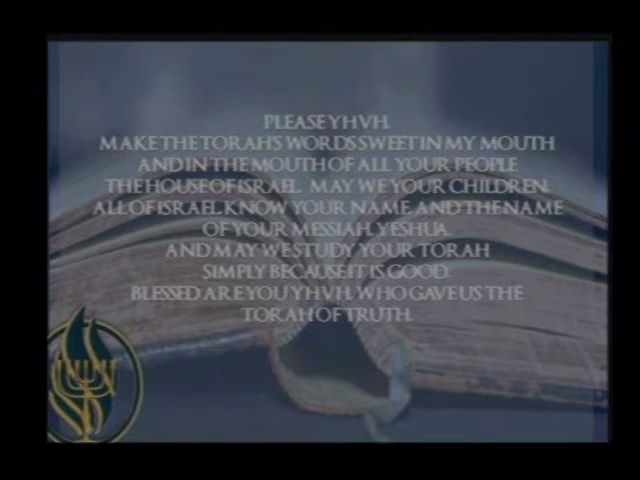 PLEASE YHVH.
MAKE THE TORAH'S WORDS SWEET IN MY MOUTH
AND IN THE MOUTH OF ALL YOUR PEOPLE
THE HOUSE OF ISRAEL. MAY WE YOUR CHILDREN,
ALL OF ISRAEL KNOW YOUR NAME AND THE NAME
OF YOUR MESSIAH, YESHUA.
AND MAY WE STUDY YOUR TORAH
SIMPLY BECAUSE IT IS GOOD.
BLESSED ARE YOU YHVH, WHO GAVE US THE
TORAH OF TRUTH.